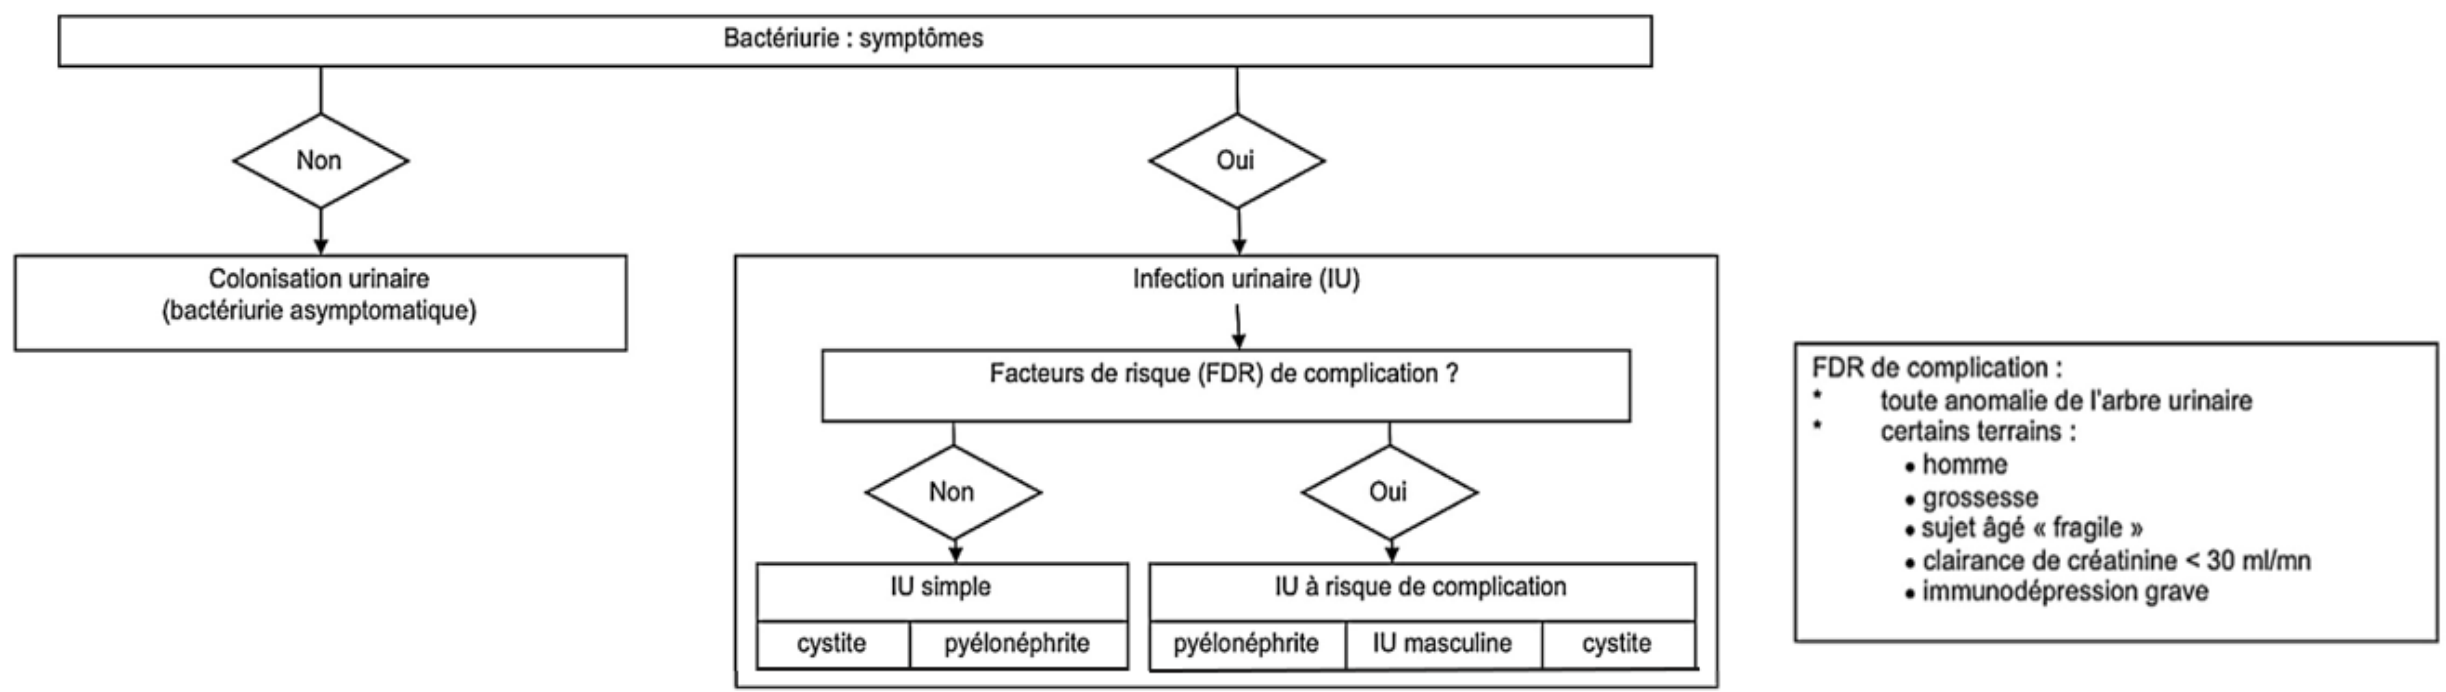 Bactériurie : symptômes
Non
Oui
Colonisation urinaire
(bactériurie asymptomatique)
Infection urinaire (IU)
Facteurs de risque (FDR) de complication ?
Non
Oui
IU simple
cystite
pyélonéphrite
IU à risque de complication
pyélonéphrite
IU masculine
cystite
FDR de complication :
* toute anomalie de l'arbre urinaire
* certains terrains :
• homme
• grossesse
• sujet âgé « fragile »
• clairance de créatinine < 30 ml/mn
• immunodépression grave